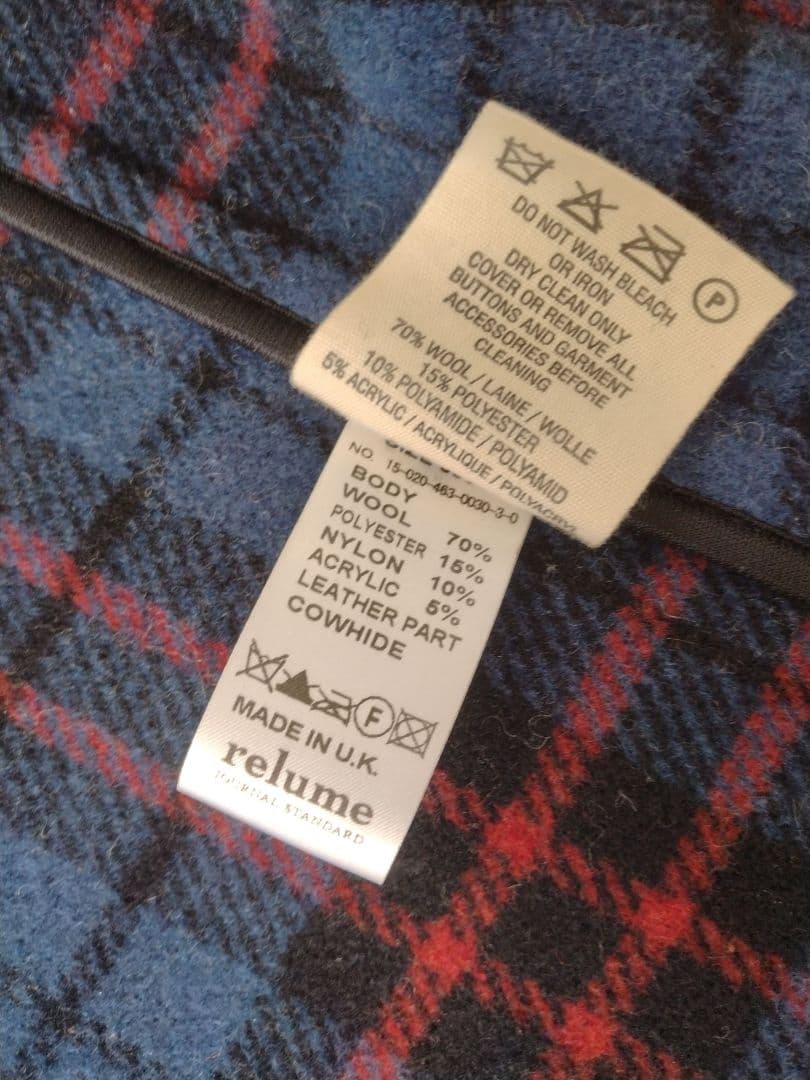 P
DO NOT WASH BLEACH
OR IRON
DRY CLEAN ONLY
COVER OR REMOVE ALL
BUTTONS AND GARMENT
ACCESSORIES BEFORE
CLEANING
70% WOOL / LAINE / WOLLE
15% POLYESTER
10% POLYAMIDE / POLYAMID
5% ACRYLIC / ACRYLIQUE / POLYACRYL
NO. 15-020-463-0030-3-0
BODY
WOOL 70%
POLYESTER 15%
NYLON 10%
ACRYLIC 5%
LEATHER PART
COWHIDE
F
MADE IN U.K.
relume
JOURNAL STANDARD